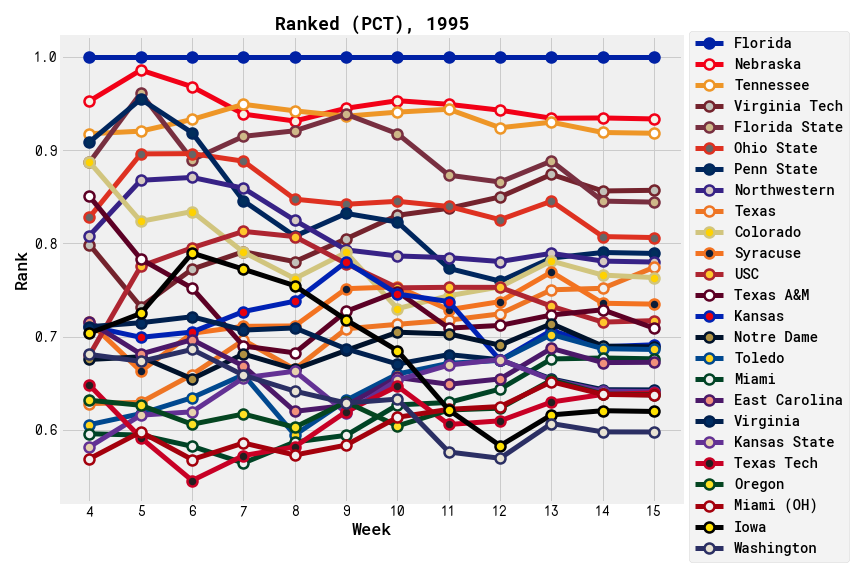 Ranked (PCT), 1995
1.0
0.9
0.8
0.7
0.6
Rank
4 5 6 7 8 9 10 11 12 13 14 15
Week
Florida
Nebraska
Tennessee
Virginia Tech
Florida State
Ohio State
Penn State
Northwestern
Texas
Colorado
Syracuse
USC
Texas A&M
Kansas
Notre Dame
Toledo
Miami
East Carolina
Virginia
Kansas State
Texas Tech
Oregon
Miami (OH)
Iowa
Washington